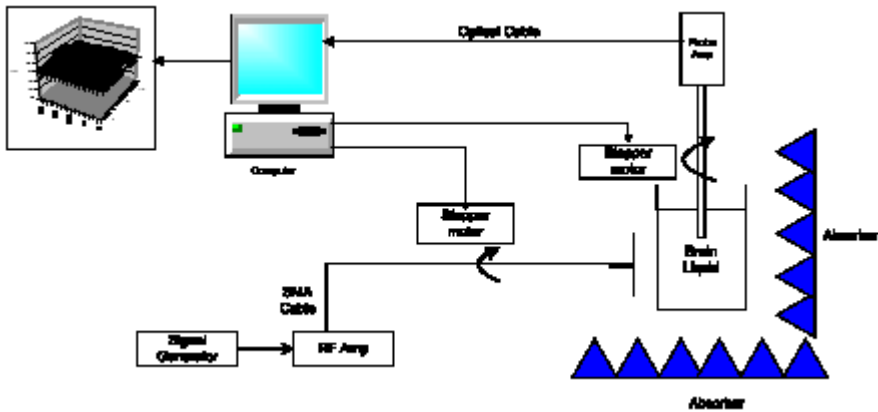 Optical Cable
Probe
Amp
Computer
Stepper
motor
Stepper
motor
Brain
Liquid
Absorber
SMA
Cable
Signal
Generator
RF Amp
Absorber